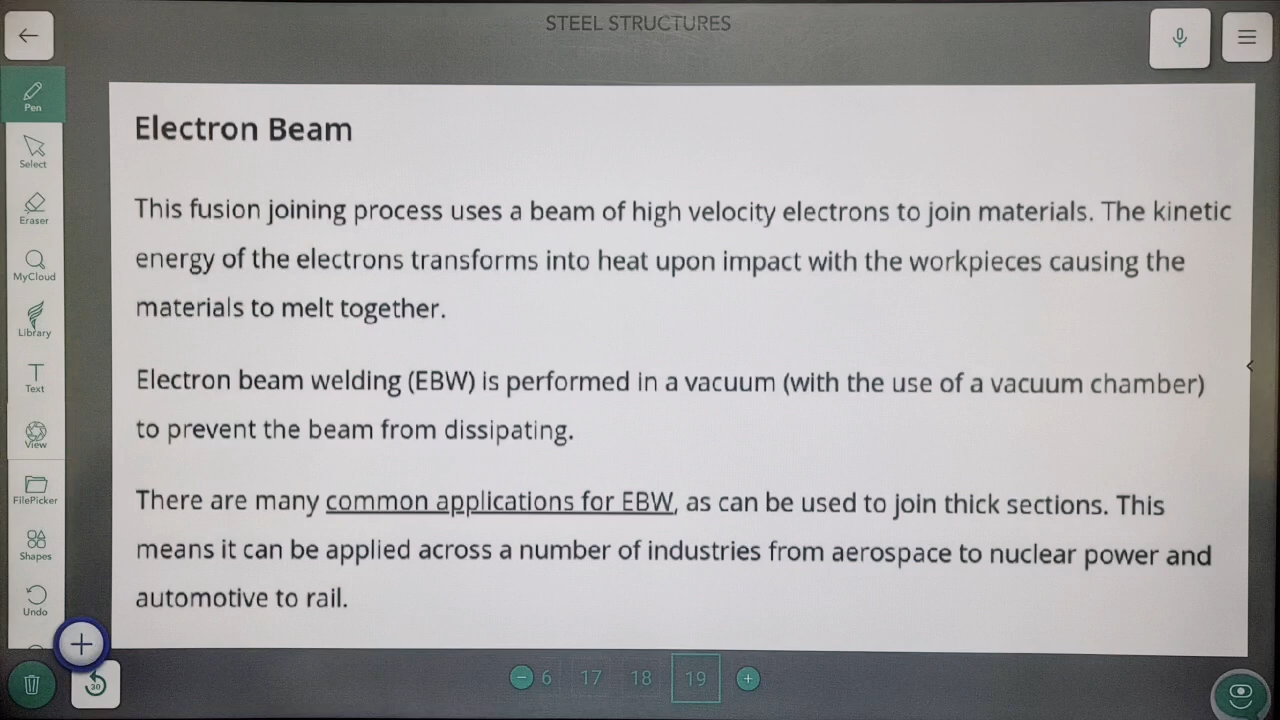 STEEL STRUCTURES
Pen
Select
Eraser
MyCloud
Library
Text
View
FilePicker
Shapes
Undo
30
Electron Beam
This fusion joining process uses a beam of high velocity electrons to join materials. The kinetic
energy of the electrons transforms into heat upon impact with the workpieces causing the
materials to melt together.
Electron beam welding (EBW) is performed in a vacuum (with the use of a vacuum chamber)
to prevent the beam from dissipating.
There are many common applications for EBW, as can be used to join thick sections. This
means it can be applied across a number of industries from aerospace to nuclear power and
automotive to rail.
6 17 18 19